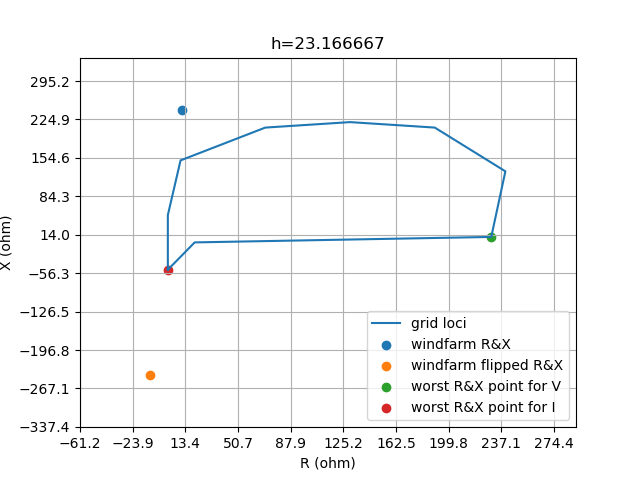 h=23.166667
295.2
224.9
154.6
84.3
14.0
−56.3
−126.5
−196.8
−267.1
−337.4
X (ohm)
grid loci
windfarm R&X
windfarm flipped R&X
worst R&X point for V
worst R&X point for I
−61.2 −23.9 13.4 50.7 87.9 125.2 162.5 199.8 237.1 274.4
R (ohm)